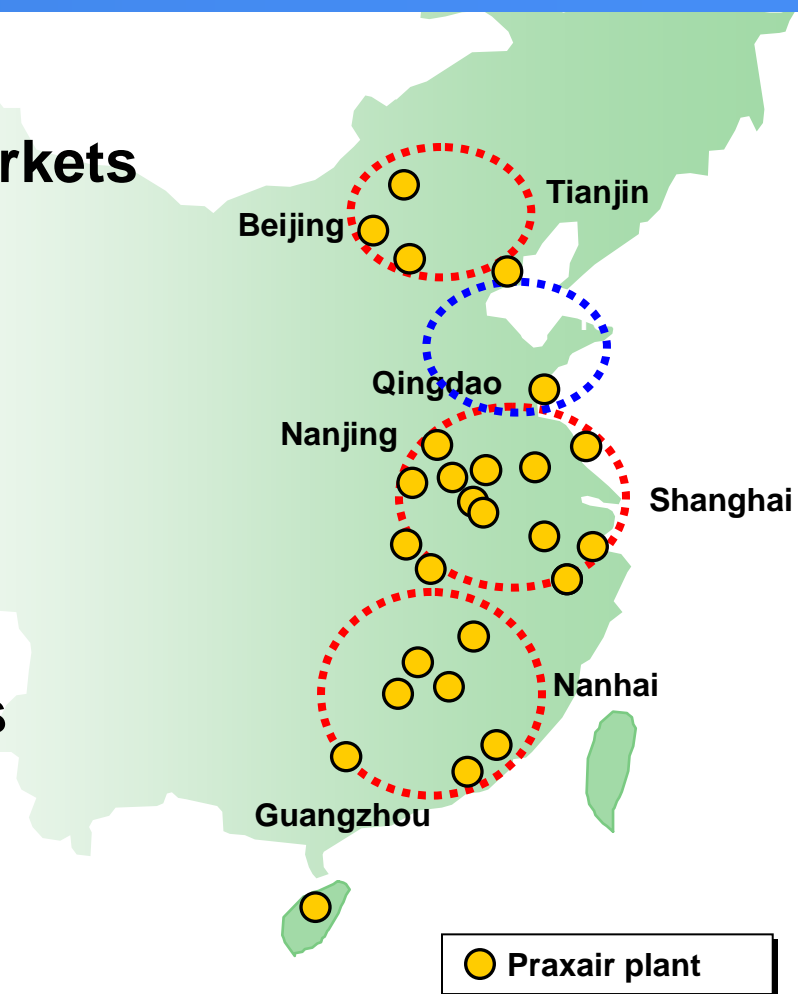 rkets
Tianjin
Beijing
Qingdao
Nanjing
Shanghai
Nanhai
s
Guangzhou
Praxair plant